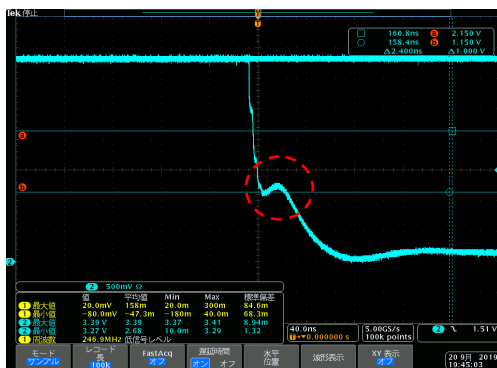 Tek 停止
T
T
160.8ns a 2.150 V
158.4ns b 1.150 V
Δ2.400ns Δ1.000 V
a
b
2
2 500mV Ω
値 平均値 Min Max 標準偏差
1 最大値 20.0mV 158m 20.0m 300m 84.6m
1 最小値 −80.0mV −47.3m −180m 40.0m 68.3m
2 最大値 3.39 V 3.39 3.37 3.41 8.94m
2 最小値 3.27 V 2.68 10.0m 3.29 1.32
1 周波数 246.9MHz 低信号レベル
40.0ns
T 0.000000 s
5.00GS/s
100k points
2 1.51 V
モード
サンプル
レコード
長
100k
FastAcq
オフ
遅延時間
オン オフ
水平
位置
波形表示
XY 表示
オフ
20 9月 2019
19:45:03